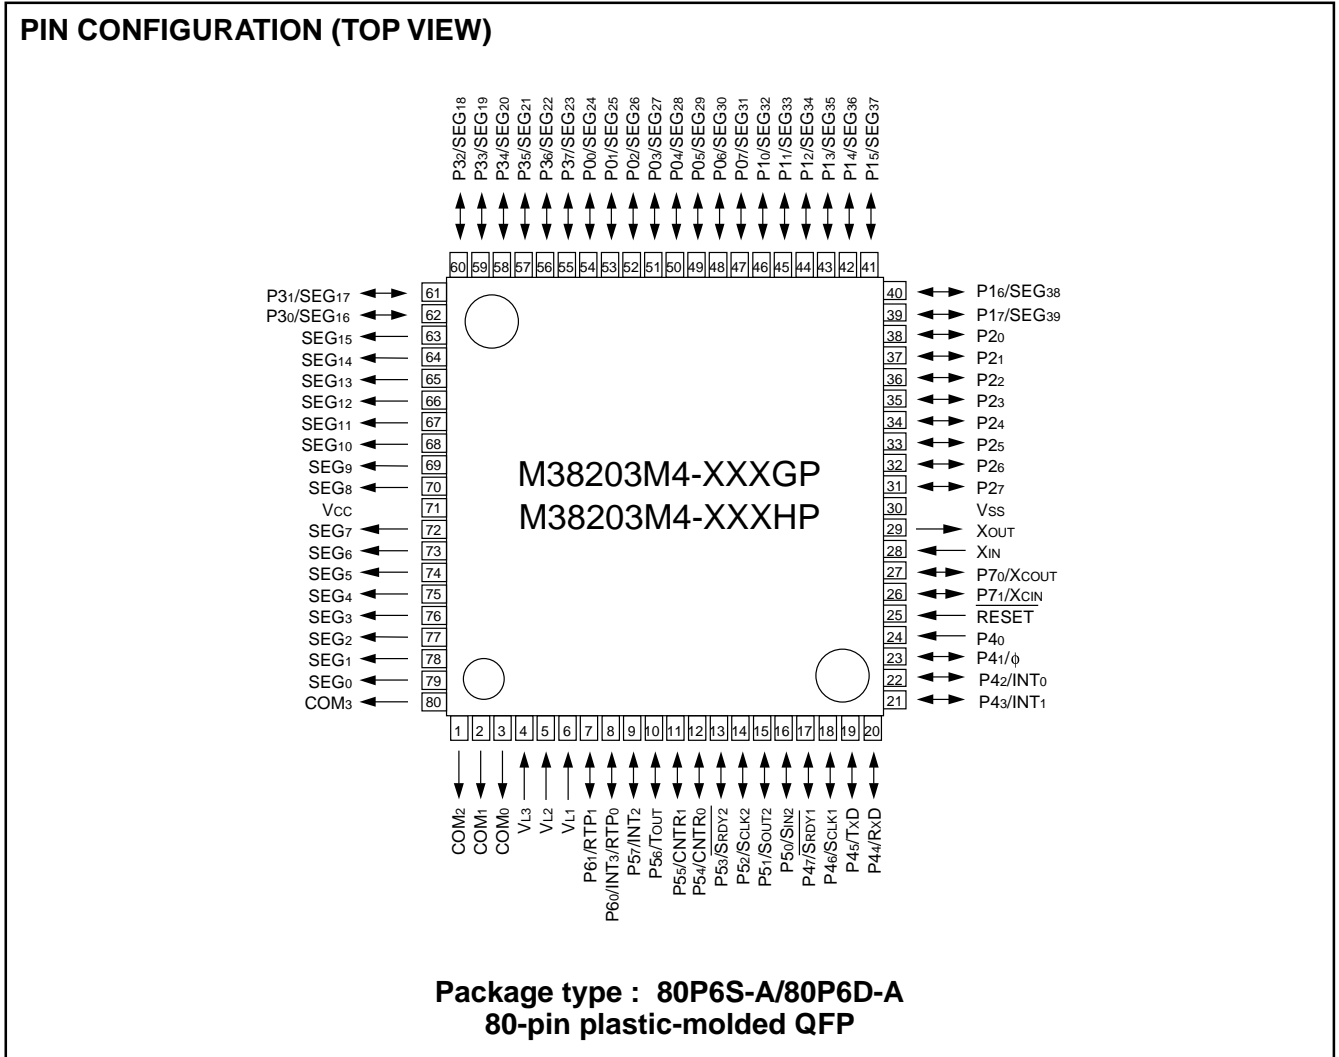 PIN CONFIGURATION (TOP VIEW)
P32/SEG18
P33/SEG19
P34/SEG20
P35/SEG21
P36/SEG22
P37/SEG23
P00/SEG24
P01/SEG25
P02/SEG26
P03/SEG27
P04/SEG28
P05/SEG29
P06/SEG30
P07/SEG31
P10/SEG32
P11/SEG33
P12/SEG34
P13/SEG35
P14/SEG36
P15/SEG37
60 59 58 57 56 55 54 53 52 51 50 49 48 47 46 45 44 43 42 41
P31/SEG17 61
P30/SEG16 62
SEG15 63
SEG14 64
SEG13 65
SEG12 66
SEG11 67
SEG10 68
SEG9 69
SEG8 70
VCC 71
SEG7 72
SEG6 73
SEG5 74
SEG4 75
SEG3 76
SEG2 77
SEG1 78
SEG0 79
COM3 80
M38203M4-XXXGP
M38203M4-XXXHP
40 P16/SEG38
39 P17/SEG39
38 P20
37 P21
36 P22
35 P23
34 P24
33 P25
32 P26
31 P27
30 VSS
29 XOUT
28 XIN
27 P70/XCOUT
26 P71/XCIN
25 RESET
24 P40
23 P41/ϕ
22 P42/INT0
21 P43/INT1
1 2 3 4 5 6 7 8 9 10 11 12 13 14 15 16 17 18 19 20
COM2
COM1
COM0
VL3
VL2
VL1
P61/RTP1
P60/INT3/RTP0
P57/INT2
P56/TOUT
P55/CNTR1
P54/CNTR0
P53/SRDY2
P52/SCLK2
P51/SOUT2
P50/SIN2
P47/SRDY1
P46/SCLK1
P45/TXD
P44/RXD
Package type : 80P6S-A/80P6D-A
80-pin plastic-molded QFP